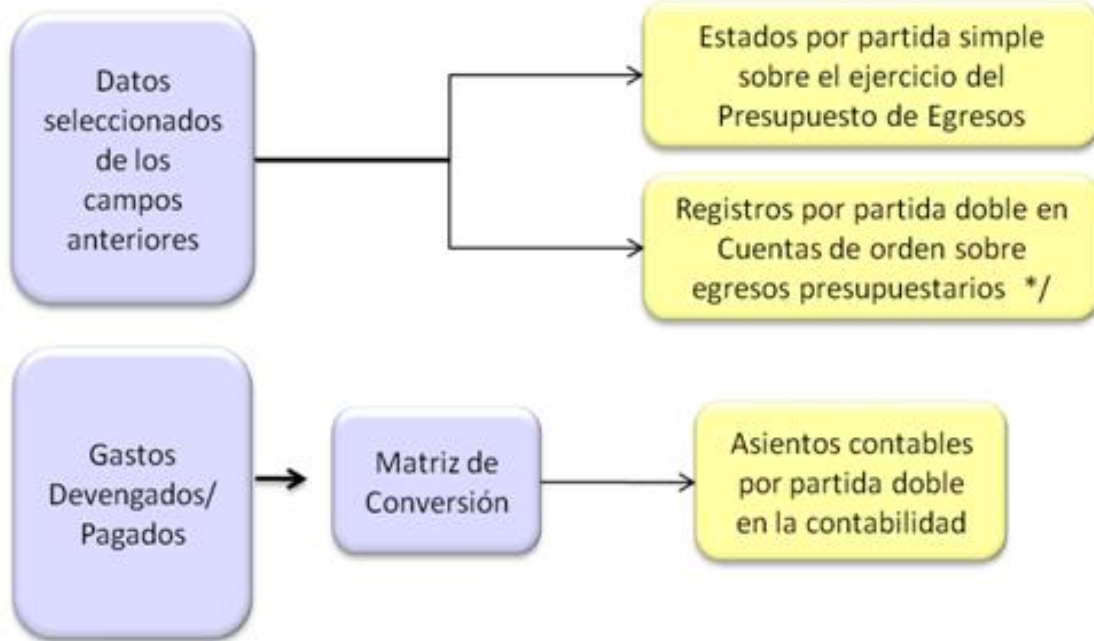 Datos
seleccionados
de los
campos
anteriores
Estados por partida simple
sobre el ejercicio del
Presupuesto de Egresos
Registros por partida doble en
Cuentas de orden sobre
egresos presupuestarios */
Gastos
Devengados/
Pagados
Matriz de
Conversión
Asientos contables
por partida doble
en la contabilidad